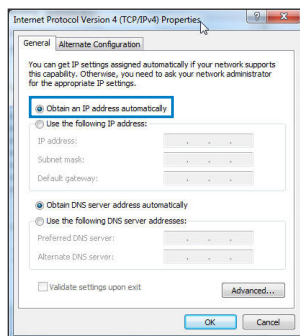 Internet Protocol Version 4 (TCP/IPv4) Properties
General
Alternate Configuration
You can get IP settings assigned automatically if your network supports
this capability. Otherwise, you need to ask your network administrator
for the appropriate IP settings.
Obtain an IP address automatically
Use the following IP address:
IP address:
Subnet mask:
Default gateway:
Obtain DNS server address automatically
Use the following DNS server addresses:
Preferred DNS server:
Alternate DNS server:
Validate settings upon exit
Advanced...
OK
Cancel